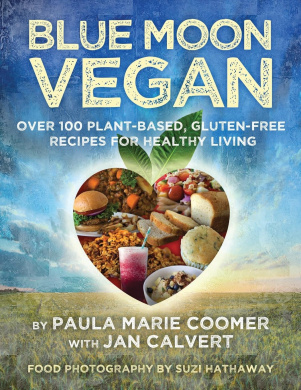 BLUE MOON
VEGAN
OVER 100 PLANT-BASED, GLUTEN-FREE
RECIPES FOR HEALTHY LIVING
BY PAULA MARIE COOMER
WITH JAN CALVERT
FOOD PHOTOGRAPHY BY SUZI HATHAWAY